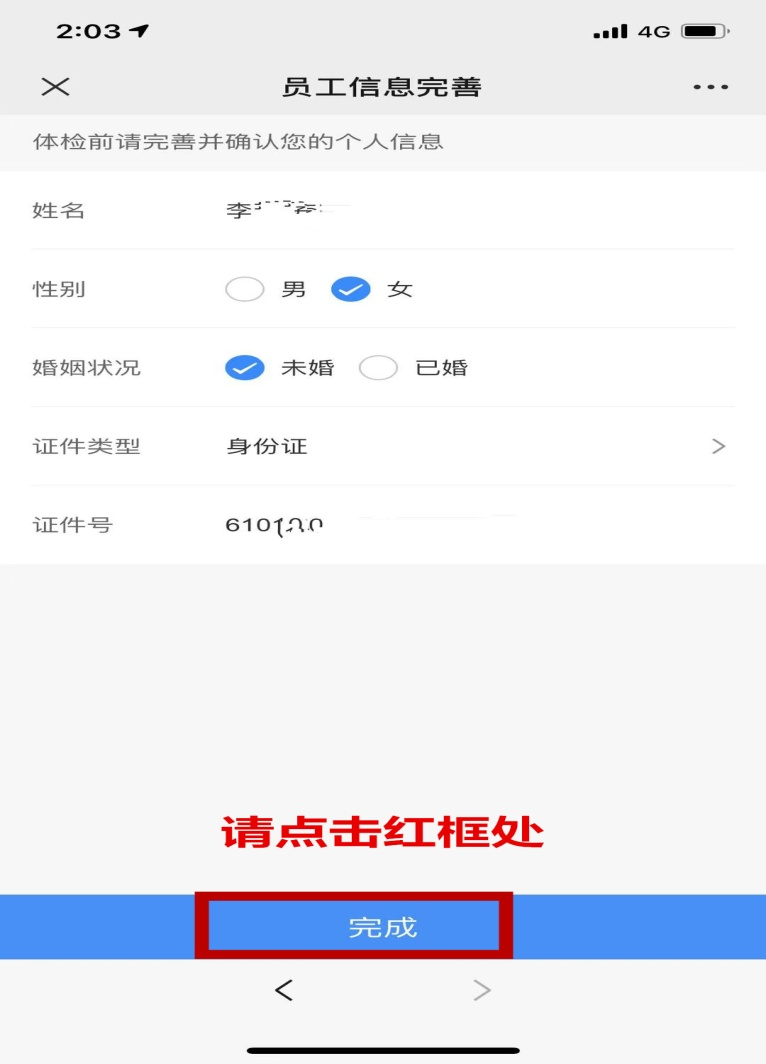 2:03
4G
员工信息完善
体检前请完善并确认您的个人信息
姓名 李
性别 男 女
婚姻状况 未婚 已婚
证件类型 身份证
证件号 6101
请点击红框处
完成